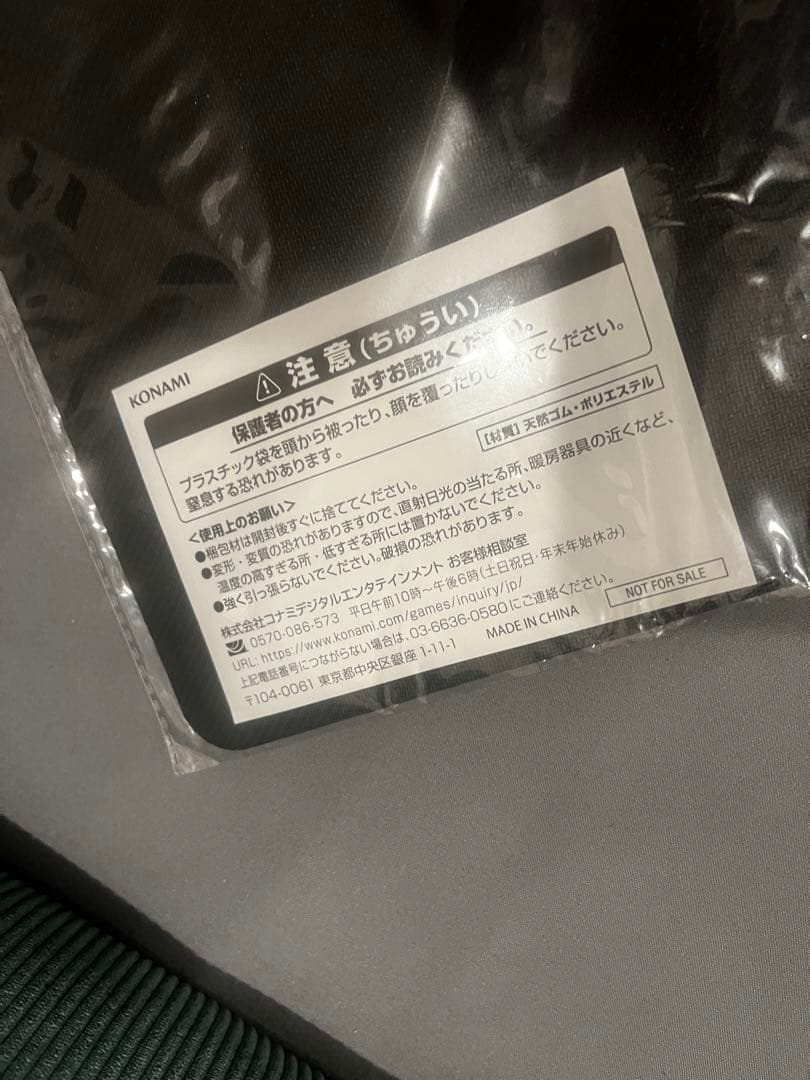 KONAMI
注意(ちゅうい)
保護者の方へ 必ずお読みください。
プラスチック袋を頭から被ったり、顔を覆ったりし でください。
窒息する恐れがあります。
【材質】天然ゴム・ポリエステル
<使用上のお願い>
●梱包材は開封後すぐに捨ててください。
●変形・変質の恐れがありますので、直射日光の当たる所、暖房器具の近くなど、
温度の高すぎる所・低すぎる所には置かないでください。
●強く引っ張らないでください。破損の恐れがあります。
株式会社コナミデジタルエンタテインメント お客様相談室
0570-086-573 平日午前10時~午後6時(土日祝日・年末年始休み)
URL: https://www.konami.com/games/inquiry/jp/
上記電話番号につながらない場合は、03-6636-0580にご連絡ください。
〒104-0061 東京都中央区銀座 1-11-1 MADE IN CHINA
NOT FOR SALE